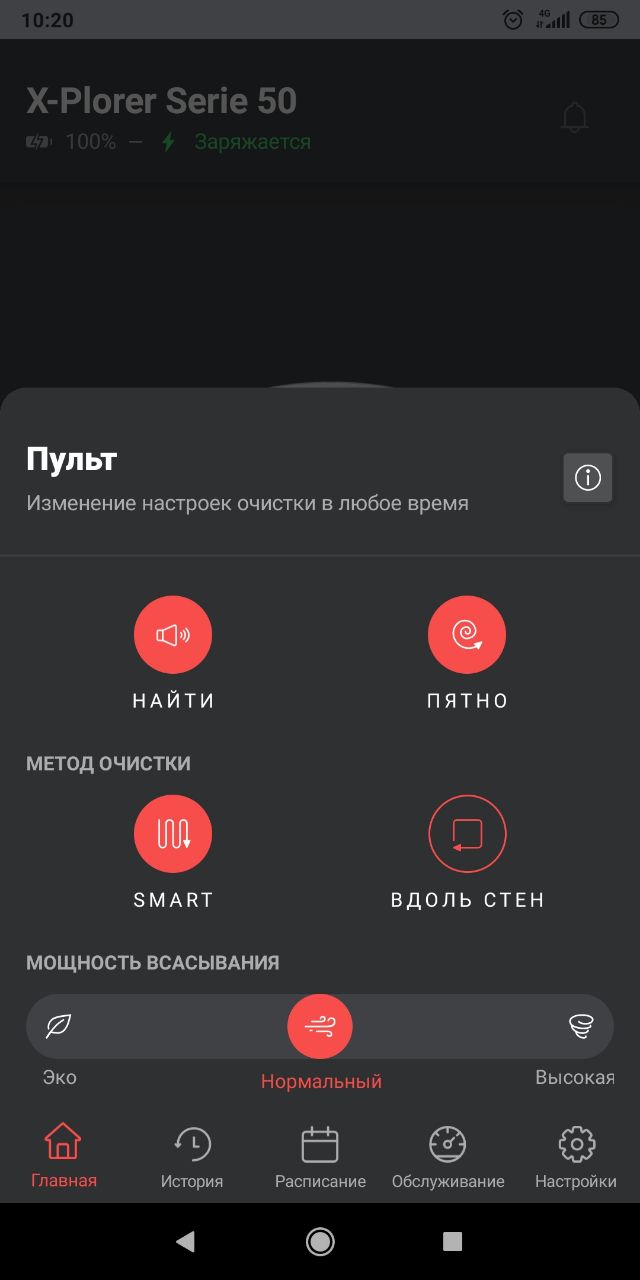 10:20
4G
85
X-Plorer Serie 50
100% — Заряжается
Пульт
Изменение настроек очистки в любое время
НАЙТИ
ПЯТНО
МЕТОД ОЧИСТКИ
SMART
ВДОЛЬ СТЕН
МОЩНОСТЬ ВСАСЫВАНИЯ
Эко
Нормальный
Высокая
Главная
История
Расписание
Обслуживание
Настройки